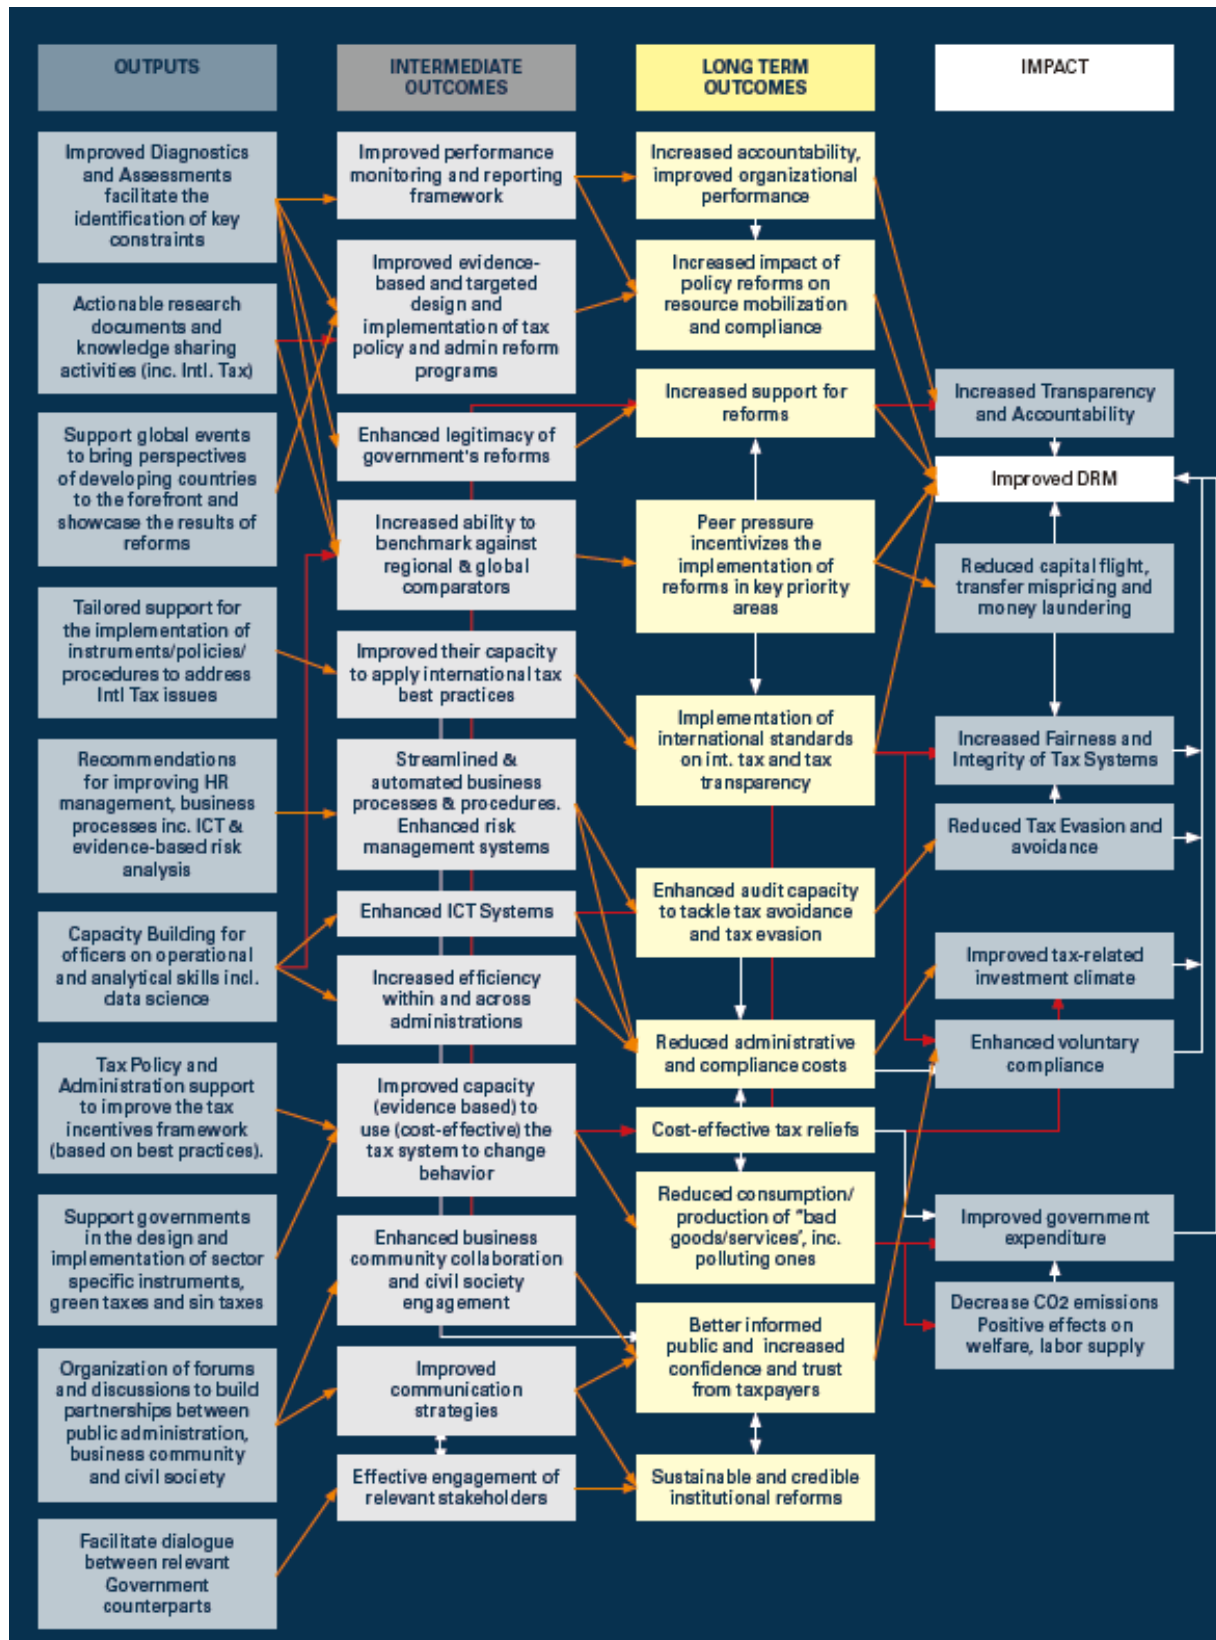 OUTPUTS
Improved Diagnostics
and Assessments
facilitate the
identification of key
constraints
Actionable research
documents and
knowledge sharing
activities (inc. Intl. Tax)
Support global events
to bring perspectives
of developing countries
to the forefront and
showcase the results of
reforms
Tailored support for
the implementation of
instruments/policies/
procedures to address
Intl Tax issues
Recommendations
for improving HR
management, business
processes inc. ICT &
evidence-based risk
analysis
Capacity Building for
officers on operational
and analytical skills incl.
data science
Tax Policy and
Administration support
to improve the tax
incentives framework
(based on best practices).
Support governments
in the design and
implementation of sector
specific instruments,
green taxes and sin taxes
Organization of forums
and discussions to build
partnerships between
public administration,
business community
and civil society
Facilitate dialogue
between relevant
Government
counterparts
INTERMEDIATE
OUTCOMES
Improved performance
monitoring and reporting
framework
Improved evidence-
based and targeted
design and
implementation of tax
policy and admin reform
programs
Enhanced legitimacy of
government's reforms
Increased ability to
benchmark against
regional & global
comparators
Improved their capacity
to apply international tax
best practices
Streamlined &
automated business
processes & procedures.
Enhanced risk
management systems
Enhanced ICT Systems
Increased efficiency
within and across
administrations
Improved capacity
(evidence based) to
use (cost-effective) the
tax system to change
behavior
Enhanced business
community collaboration
and civil society
engagement
Improved
communication
strategies
Effective engagement of
relevant stakeholders
LONG TERM
OUTCOMES
Increased accountability,
improved organizational
performance
Increased impact of
policy reforms on
resource mobilization
and compliance
Increased support for
reforms
Peer pressure
incentivizes the
implementation of
reforms in key priority
areas
Implementation of
international standards
on int. tax and tax
transparency
Enhanced audit capacity
to tackle tax avoidance
and tax evasion
Reduced administrative
and compliance costs
Cost-effective tax reliefs
Reduced consumption/
production of "bad
goods/services', inc.
polluting ones
Better informed
public and increased
confidence and trust
from taxpayers
Sustainable and credible
institutional reforms
IMPACT
Increased Transparency
and Accountability
Improved DRM
Reduced capital flight,
transfer mispricing and
money laundering
Increased Fairness and
Integrity of Tax Systems
Reduced Tax Evasion and
avoidance
Improved tax-related
investment climate
Enhanced voluntary
compliance
Improved government
expenditure
Decrease CO2 emissions
Positive effects on
welfare, labor supply